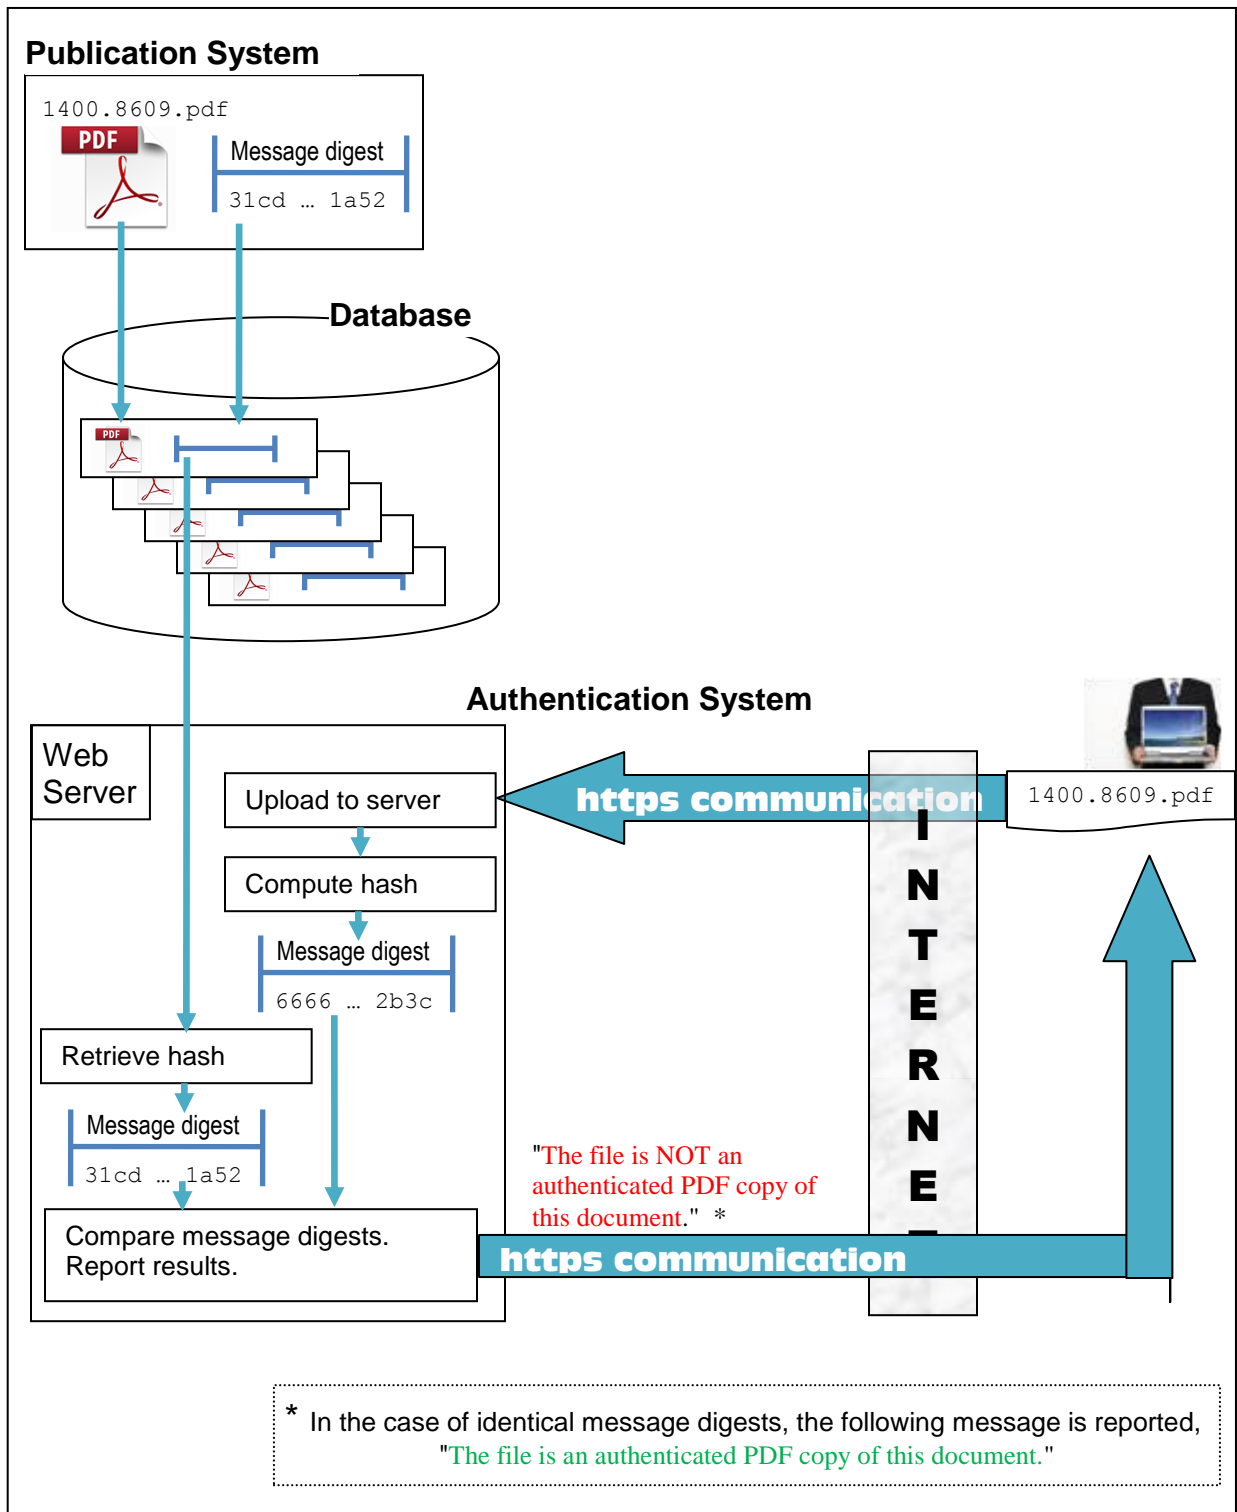 Publication System
1400.8609.pdf
PDF
Message digest
31cd … 1a52
Database
PDF
Authentication System
Web
Server
Upload to server
https communication
1400.8609.pdf
Compute hash
Message digest
6666 … 2b3c
INTERNET
Retrieve hash
Message digest
31cd … 1a52
"The file is NOT an
authenticated PDF copy of
this document." *
Compare message digests.
Report results.
https communication
* In the case of identical message digests, the following message is reported,
"The file is an authenticated PDF copy of this document."